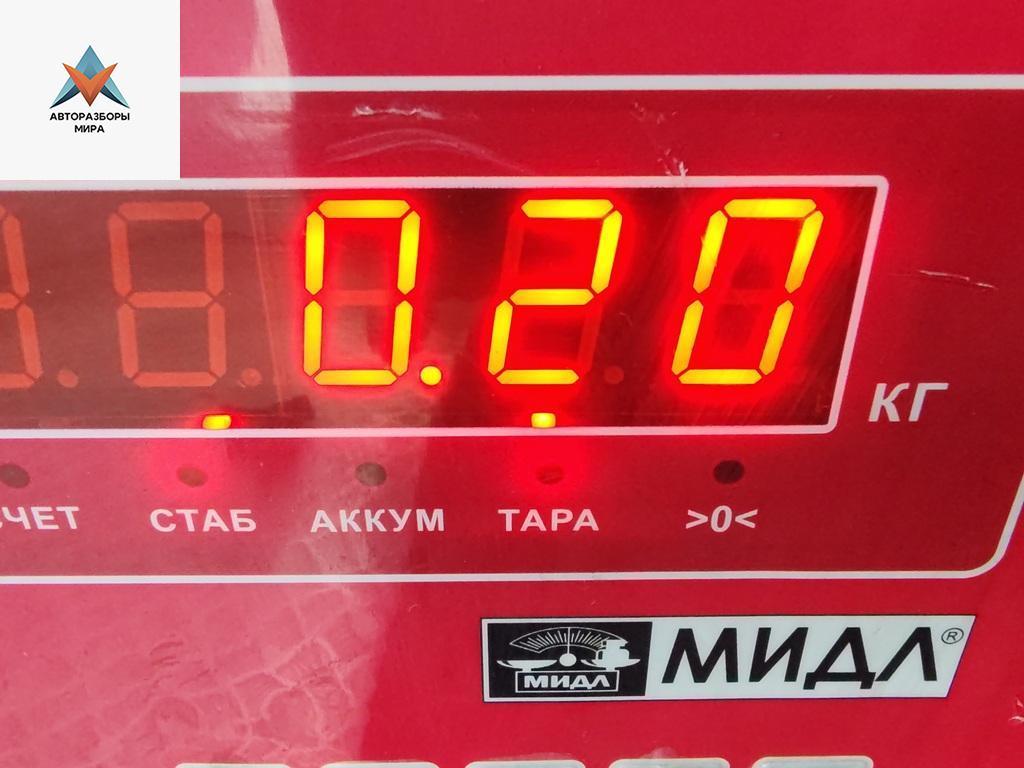 АВТОРАЗБОРЫ
МИРА
0.20
КГ
СТАБ АККУМ ТАРА >0<
МИДЛ МИДЛ®